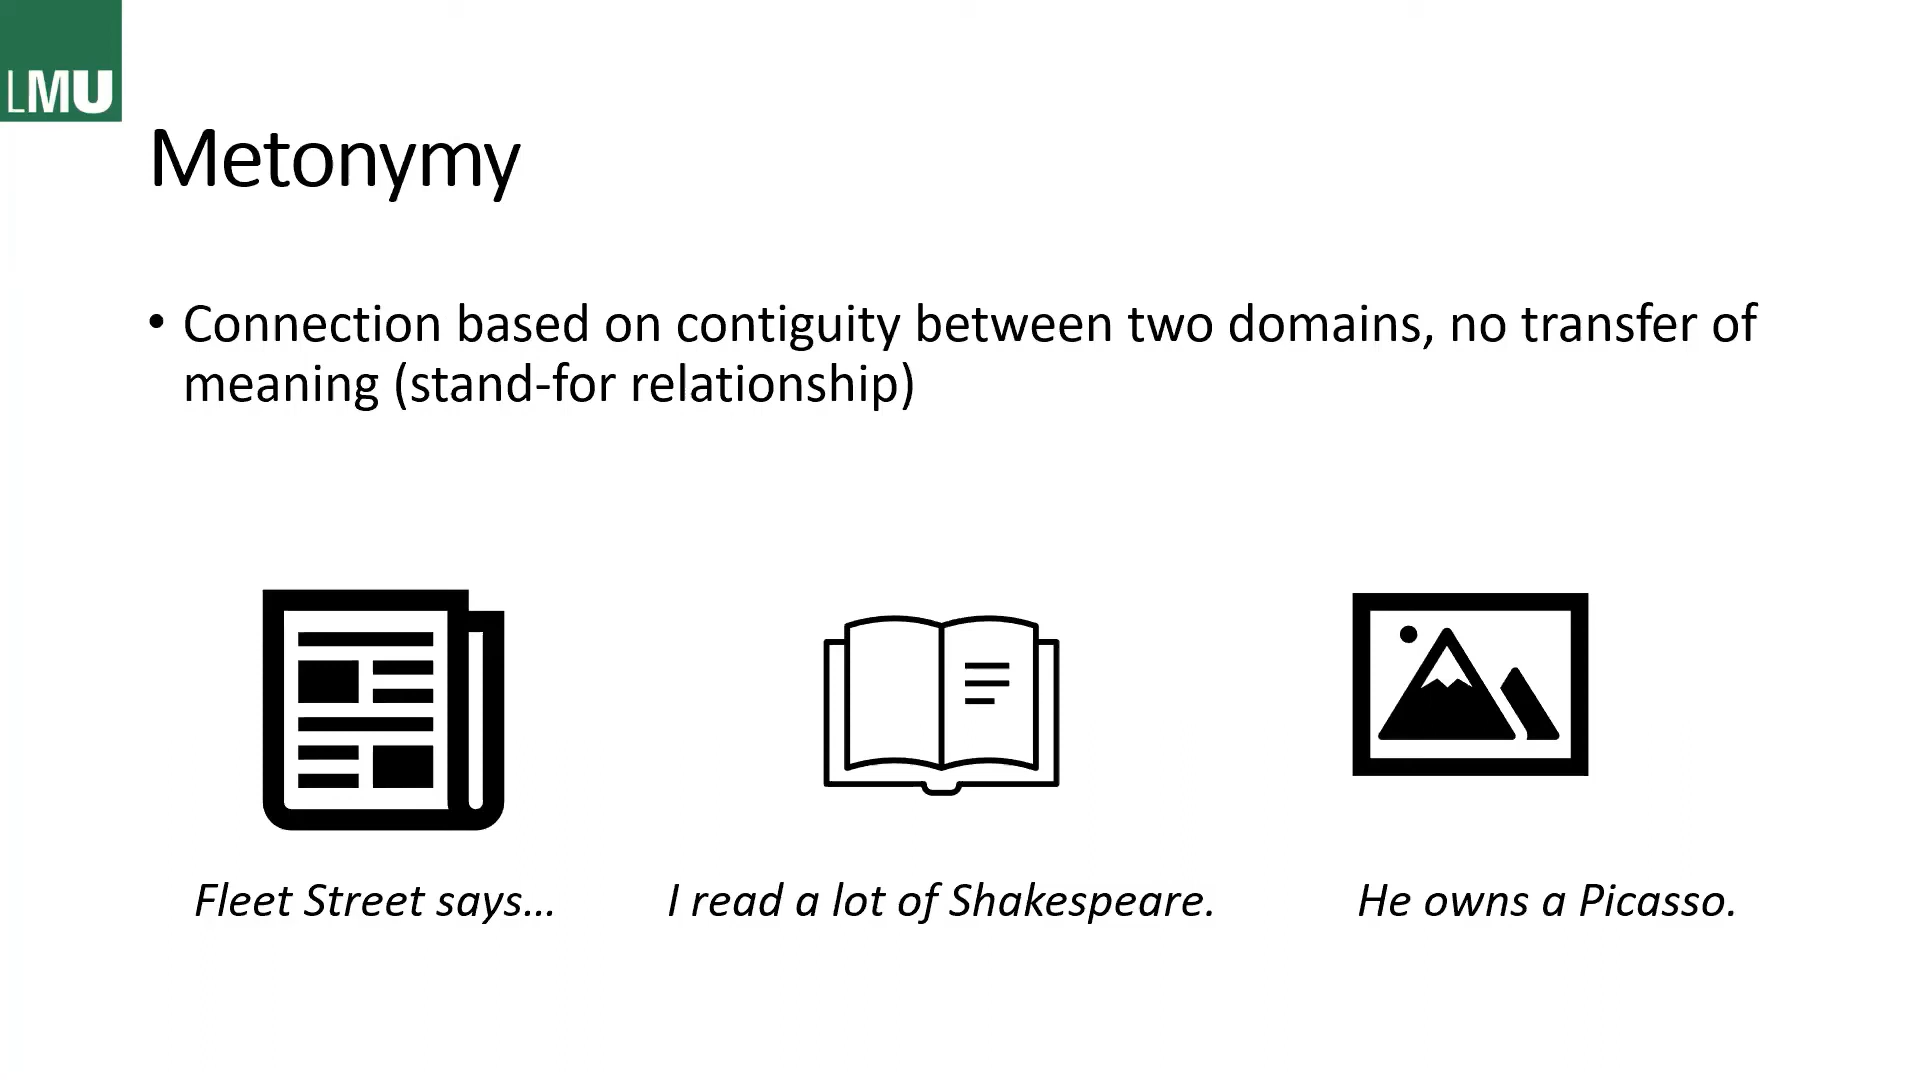 LMU
Metonymy
• Connection based on contiguity between two domains, no transfer of
meaning (stand-for relationship)
Fleet Street says...
I read a lot of Shakespeare.
He owns a Picasso.